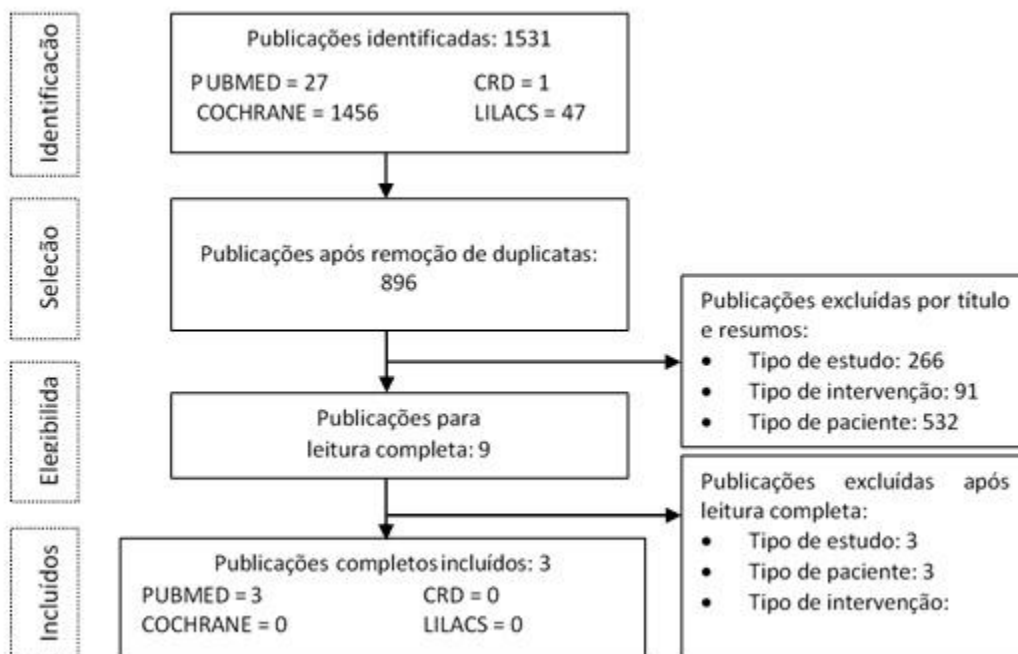 Identificação
Publicações identificadas: 1531
PUBMED = 27 CRD = 1
COCHRANE = 1456 LILACS = 47
Seleção
Publicações após remoção de duplicatas:
896
Publicações excluídas por título
e resumos:
• Tipo de estudo: 266
• Tipo de intervenção: 91
• Tipo de paciente: 532
Elegibilida
Publicações para
leitura completa: 9
Publicações excluídas após
leitura completa:
• Tipo de estudo: 3
• Tipo de paciente: 3
• Tipo de intervenção:
Incluídos
Publicações completos incluídos: 3
PUBMED = 3 CRD = 0
COCHRANE = 0 LILACS = 0